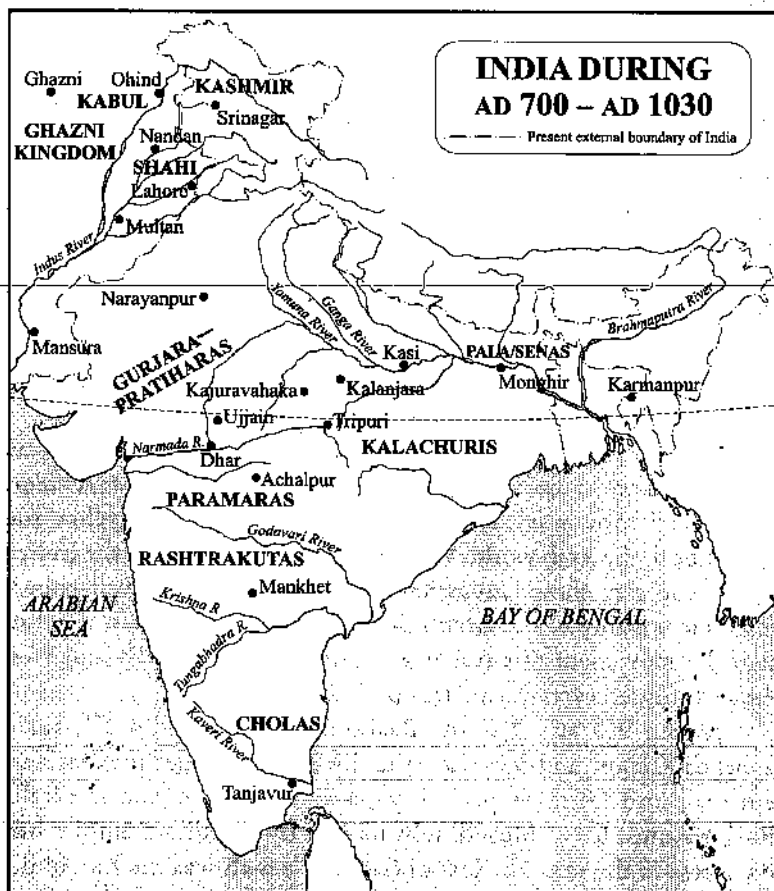 INDIA DURING
AD 700 – AD 1030
Present external boundary of India
Ghazni
Ohind
KABUL
KASHMIR
Srinagar
GHAZNI
KINGDOM
Nandan
SHAHI
Lahore
Multan
Indus River
Narayanpur
Yamuna River
Ganga River
Brahmaputra River
Mansura
GURJARA—
PRATIHARAS
Kasi
PALA/SENAS
Monghir
Kajuravahaka
Kalanjara
Karmanpur
Ujjain
Tripuri
Narmada R.
Dhar
KALACHURIS
Achalpur
PARAMARAS
Godavari River
RASHTRAKUTAS
Mankhet
Krishna R
ARABIAN
SEA
BAY OF BENGAL
Tungabhadra R.
CHOLAS
Kaveri River
Tanjavur